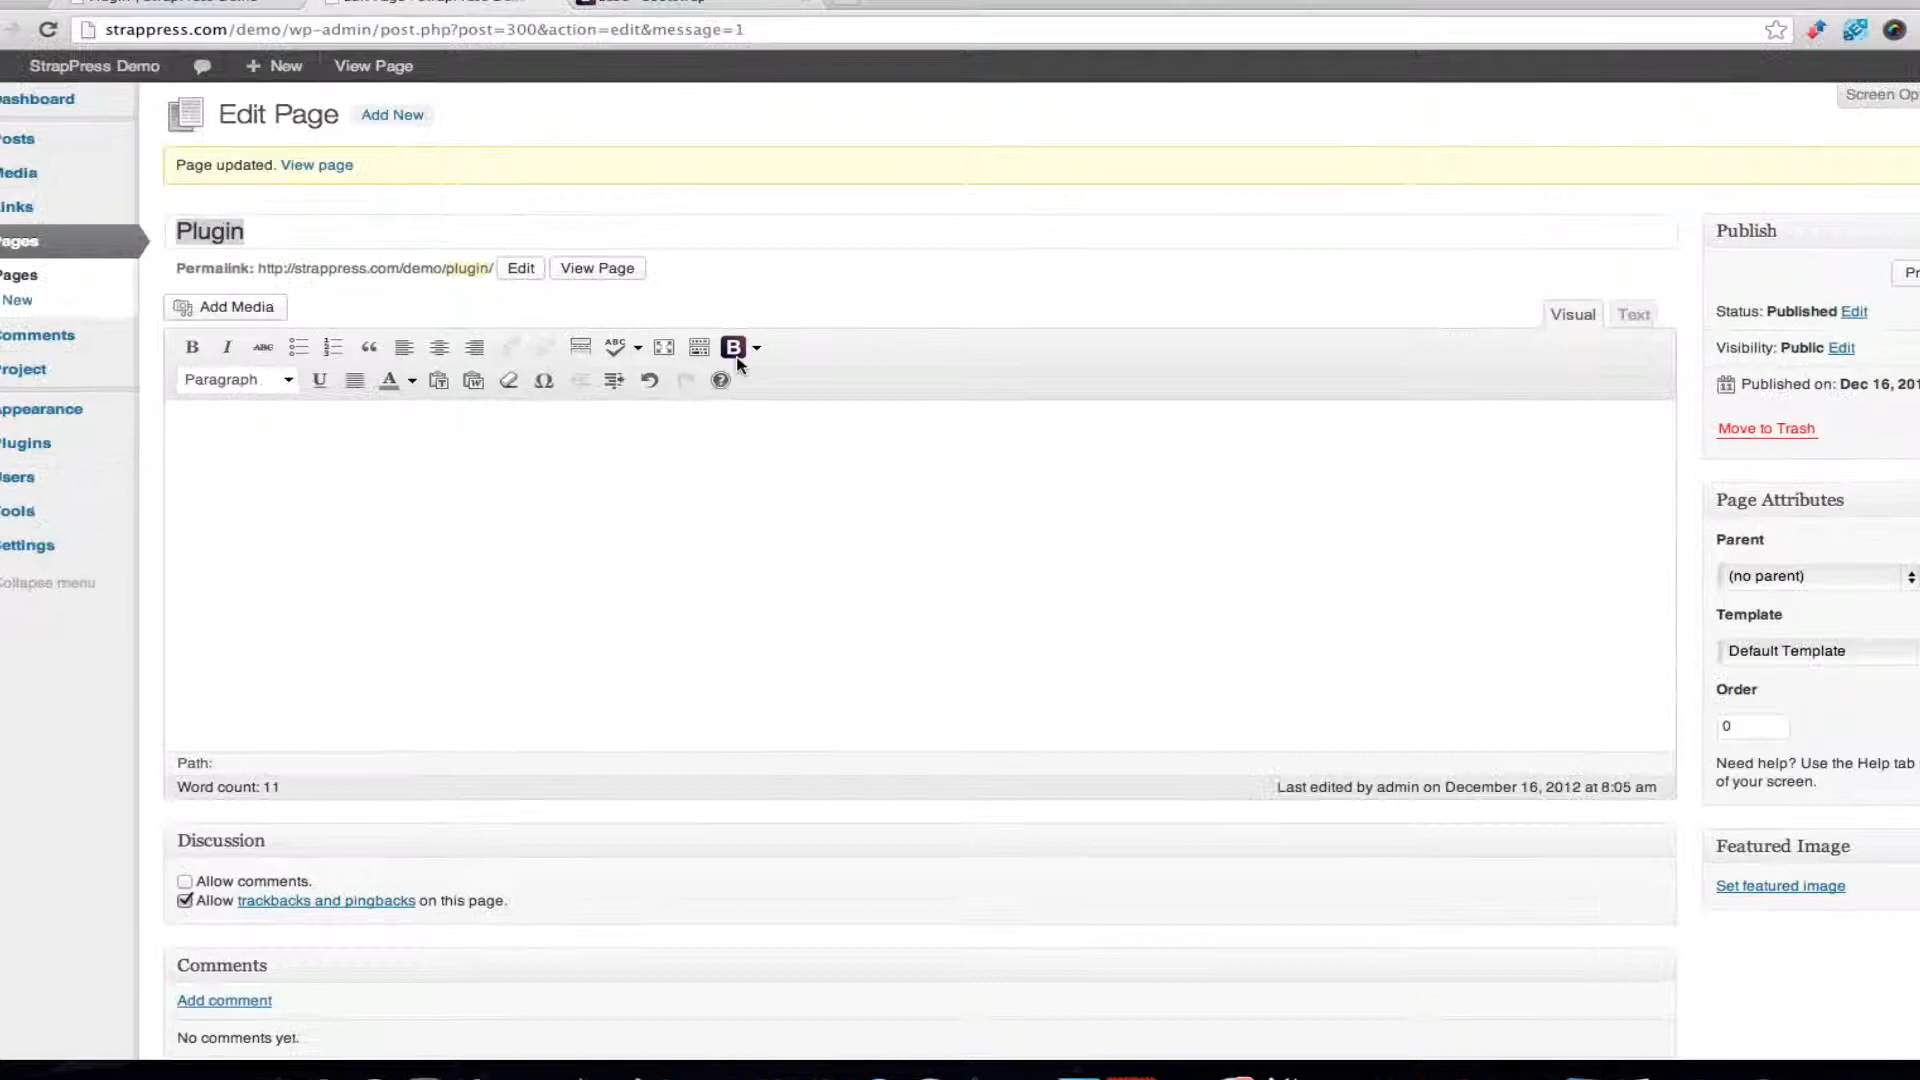 strappress.com/demo/wp-admin/post.php?post=300&action=edit&message=1
StrapPress Demo + New View Page
ashboard
osts
edia
inks
ages
ages
New
omments
roject
ppearance
lugins
sers
ools
ettings
ollapse menu
Edit Page Add New
Screen Op
Page updated. View page
Plugin
Permalink: http://strappress.com/demo/plugin/ Edit View Page
Add Media
Visual Text
B I ABC ABC B
Paragraph U A
Path:
Word count: 11
Last edited by admin on December 16, 2012 at 8:05 am
Discussion
Allow comments.
Allow trackbacks and pingbacks on this page.
Comments
Add comment
No comments yet.
Publish
Pr
Status: Published Edit
Visibility: Public Edit
Published on: Dec 16, 201
Move to Trash
Page Attributes
Parent
(no parent)
Template
Default Template
Order
0
Need help? Use the Help tab
of your screen.
Featured Image
Set featured image